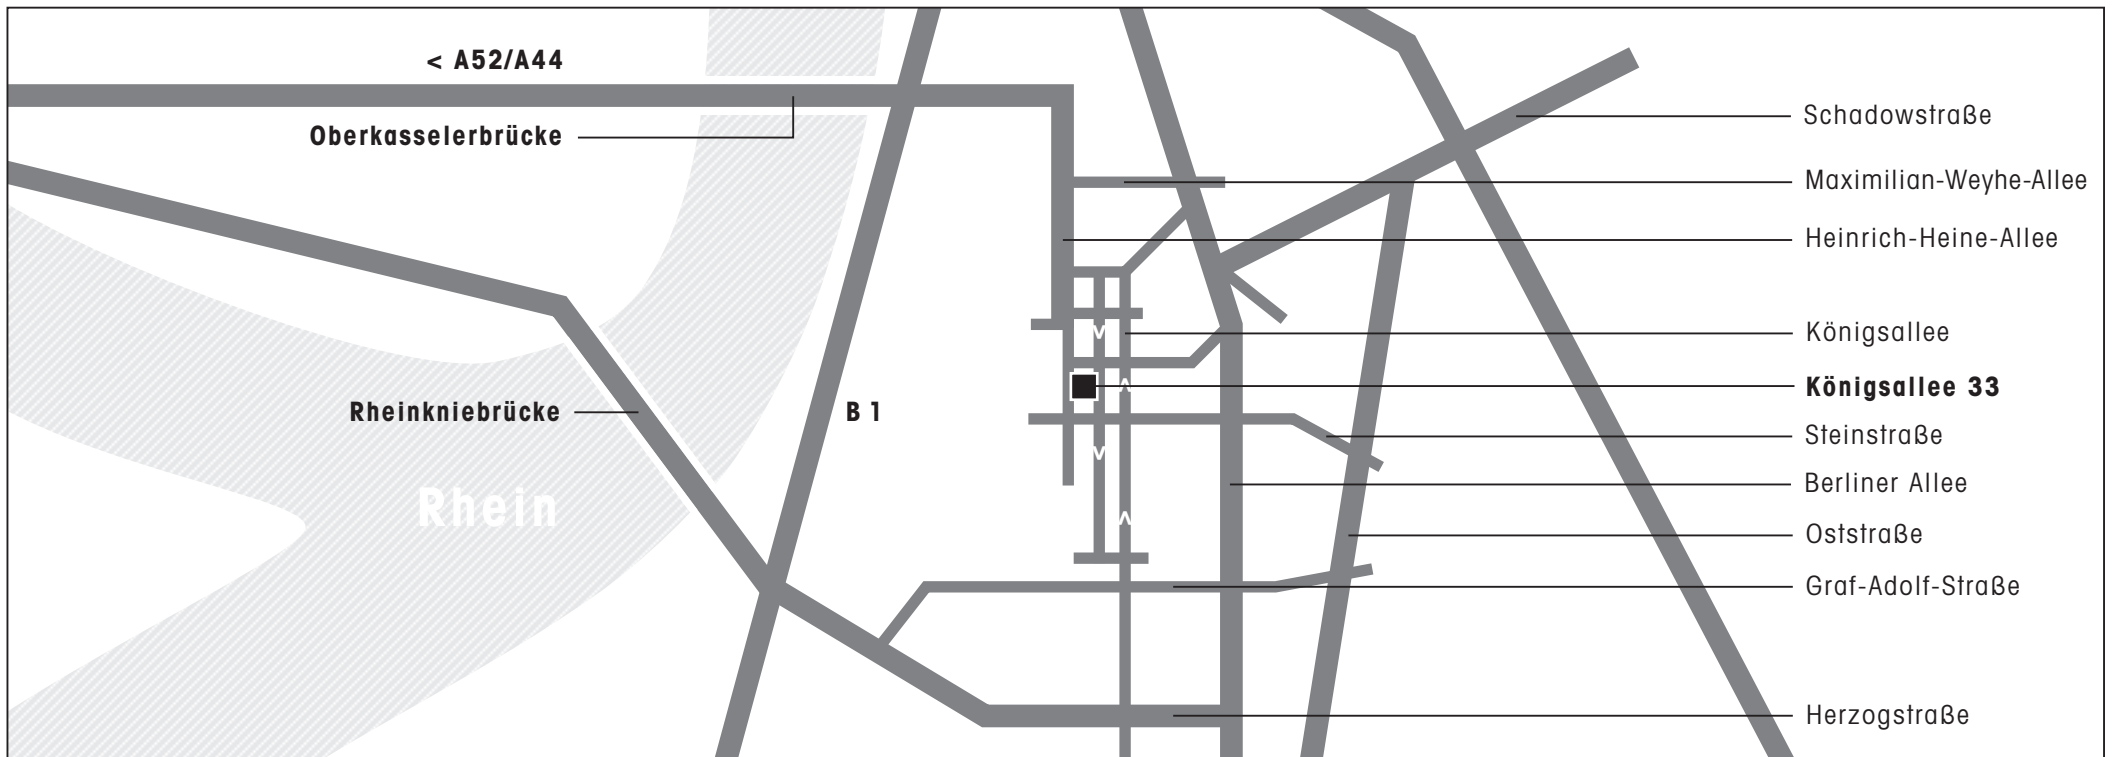 < A52/A44
Oberkasselerbrücke
Rheinkniebrücke
Rhein
B 1
Schadowstraße
Maximilian-Weyhe-Allee
Heinrich-Heine-Allee
Königsallee
Königsallee 33
Steinstraße
Berliner Allee
Oststraße
Graf-Adolf-Straße
Herzogstraße